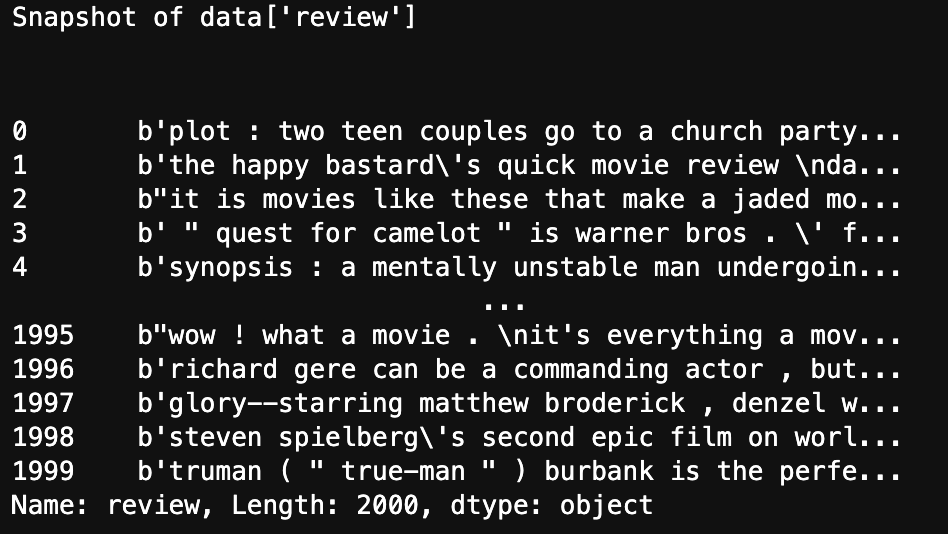 Snapshot of data['review']
0 b'plot : two teen couples go to a church party...
1 b'the happy bastard\'s quick movie review \nda...
2 b"it is movies like these that make a jaded mo...
3 b' " quest for camelot " is warner bros . \' f...
4 b'synopsis : a mentally unstable man undergoin...
...
1995 b"wow ! what a movie . \nit's everything a mov...
1996 b'richard gere can be a commanding actor , but...
1997 b'glory--starring matthew broderick , denzel w...
1998 b'steven spielberg\'s second epic film on worl...
1999 b'truman ( " true-man " ) burbank is the perfe...
Name: review, Length: 2000, dtype: object